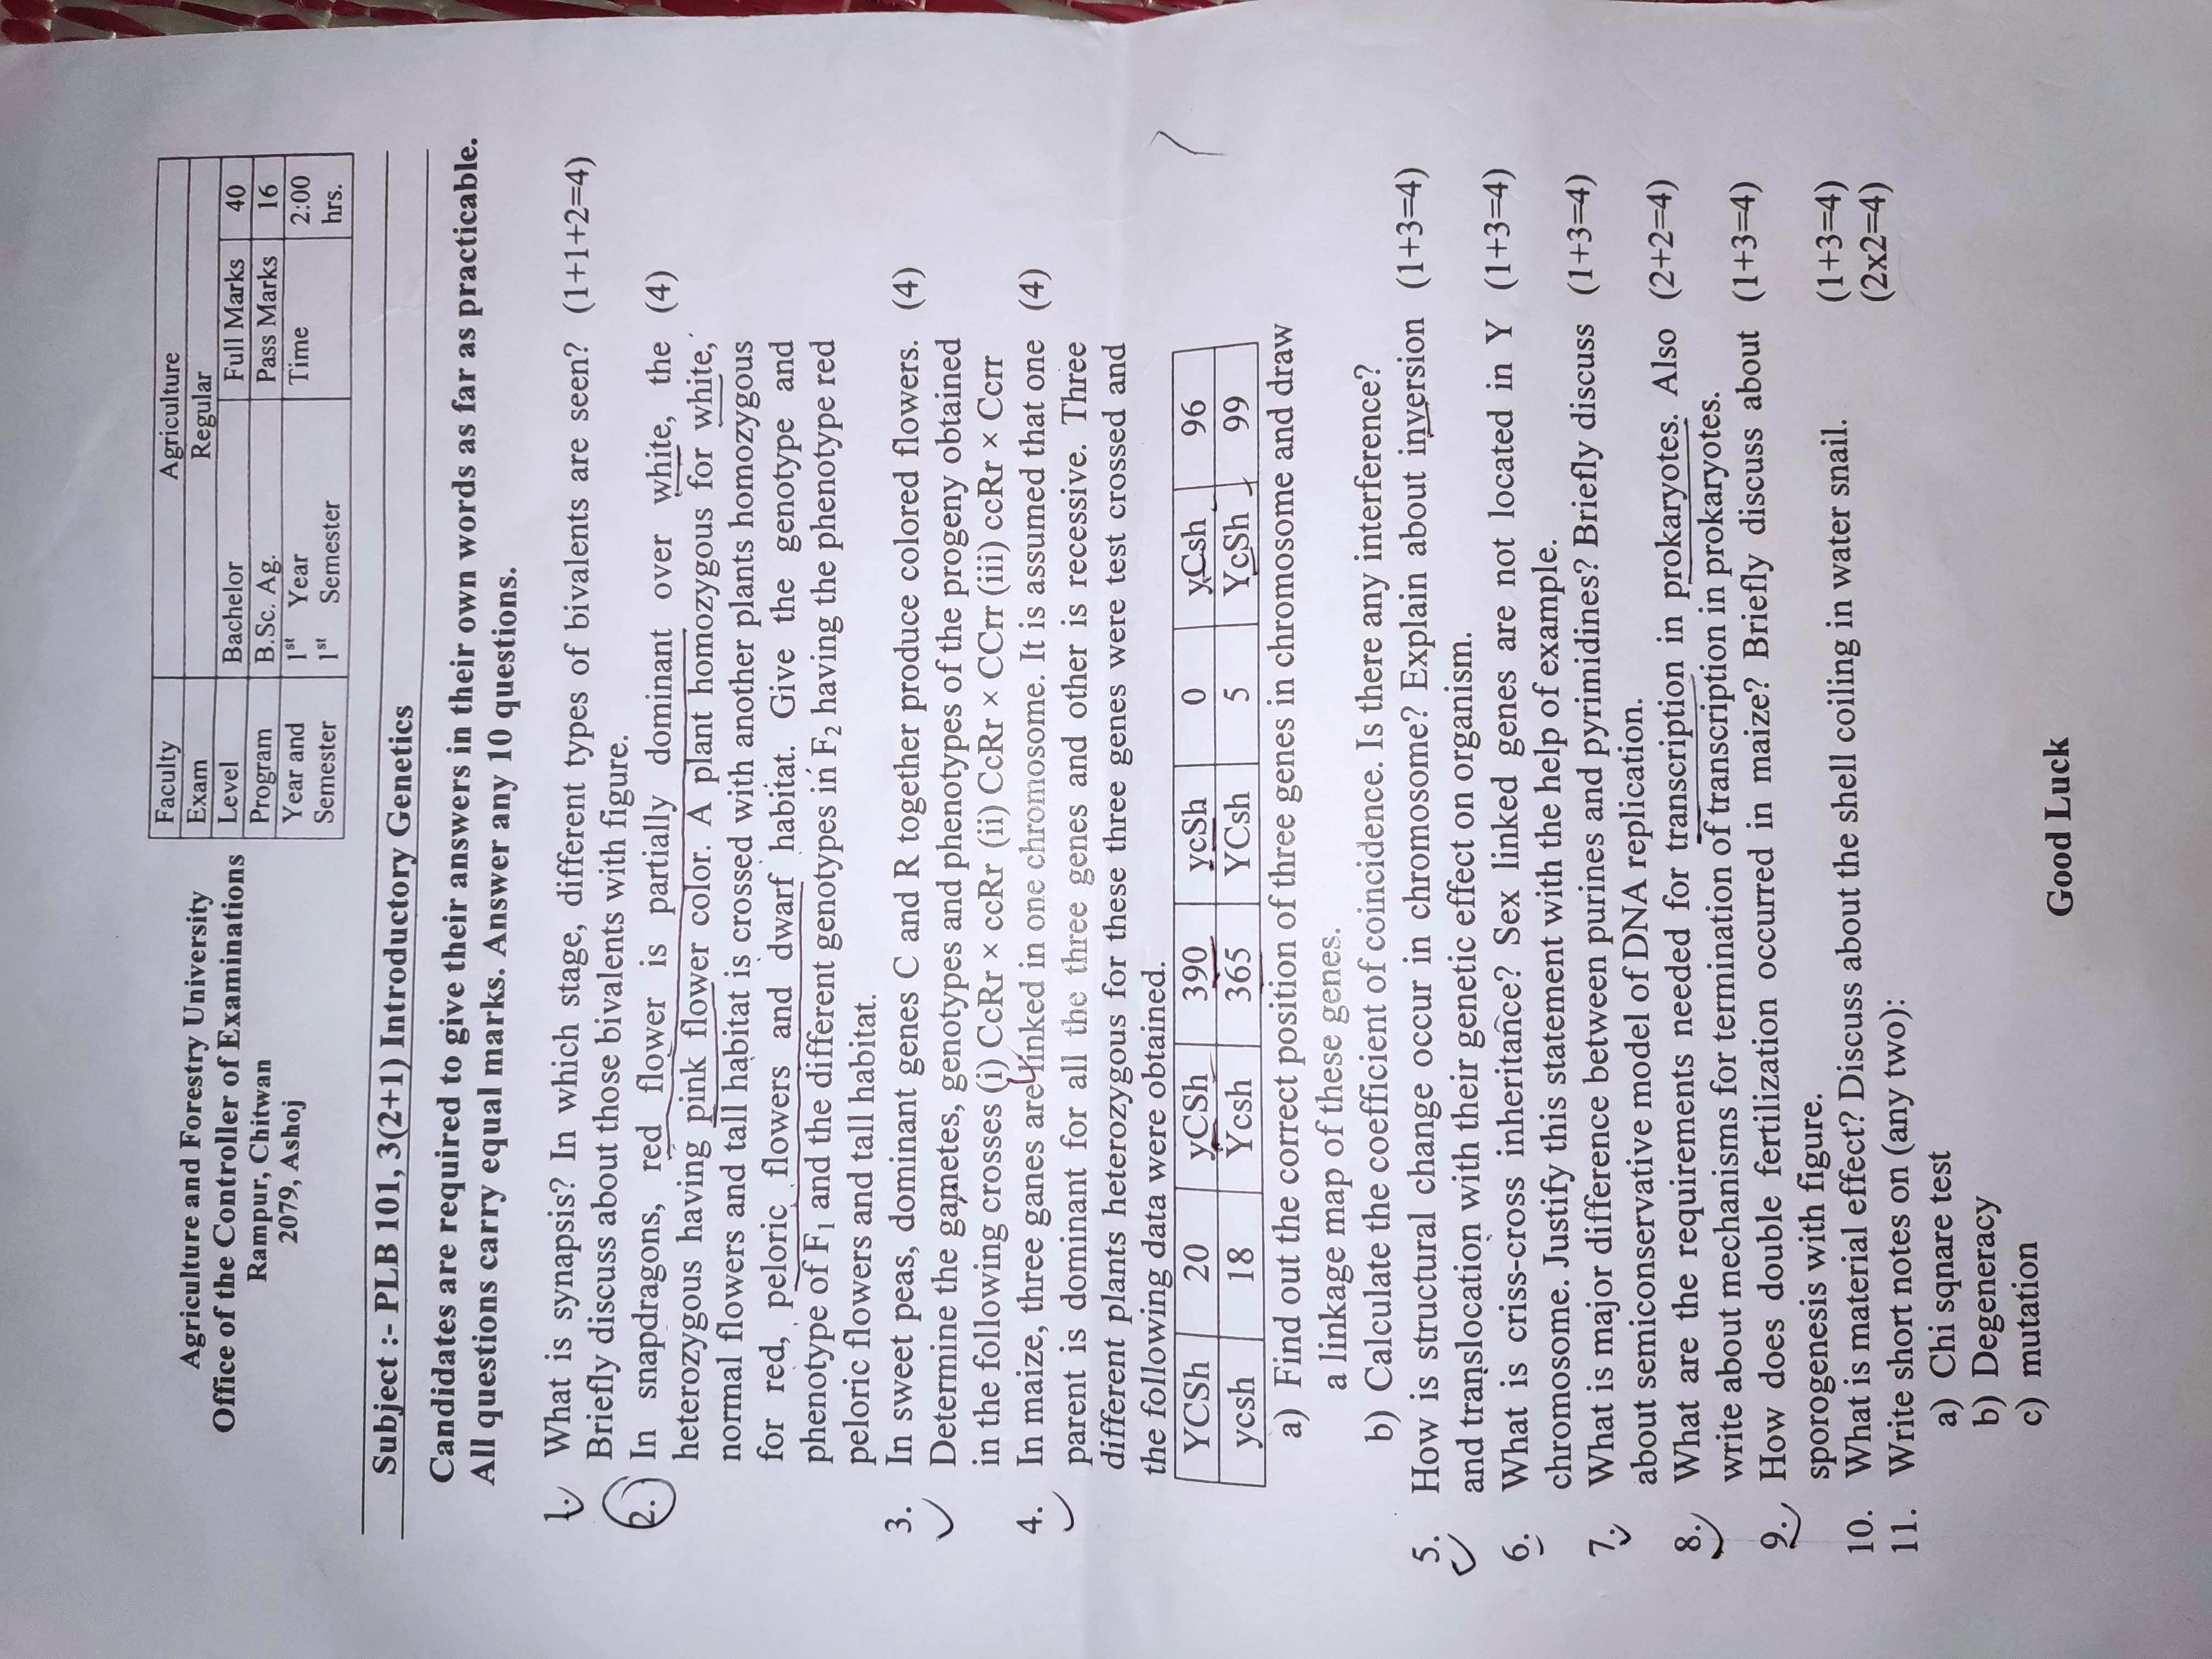 Agriculture and Forestry University
Office of the Controller of Examinations
Rampur, Chitwan
2079, Ashoj
Faculty Agriculture
Exam Regular
Level Bachelor Full Marks 40
Program B.Sc. Ag. Pass Marks 16
Year and 1st Year Time 2:00
Semester 1st Semester hrs.
Subject :- PLB 101, 3(2+1) Introductory Genetics
Candidates are required to give their answers in their own words as far as practicable.
All questions carry equal marks. Answer any 10 questions.
1. What is synapsis? In which stage, different types of bivalents are seen? (1+1+2=4)
Briefly discuss about those bivalents with figure.
2. In snapdragons, red flower is partially dominant over white, the (4)
heterozygous having pink flower color. A plant homozygous for white,
normal flowers and tall habitat is crossed with another plants homozygous
for red, peloric flowers and dwarf habitat. Give the genotype and
phenotype of F1 and the different genotypes in F2 having the phenotype red
peloric flowers and tall habitat.
3. In sweet peas, dominant genes C and R together produce colored flowers. (4)
Determine the gametes, genotypes and phenotypes of the progeny obtained
in the following crosses (i) CcRr × ccRr (ii) CcRr × CCrr (iii) ccRr × Ccrr
4. In maize, three ganes are linked in one chromosome. It is assumed that one (4)
parent is dominant for all the three genes and other is recessive. Three
different plants heterozygous for these three genes were test crossed and
the following data were obtained.
YCSh 20 yCSh 390 ycSh 0 yCsh 96
ycsh 18 Ycsh 365 YCsh 5 YcSh 99
a) Find out the correct position of three genes in chromosome and draw
a linkage map of these genes.
b) Calculate the coefficient of coincidence. Is there any interference?
5. How is structural change occur in chromosome? Explain about inversion (1+3=4)
and translocation with their genetic effect on organism.
6. What is criss-cross inheritance? Sex linked genes are not located in Y (1+3=4)
chromosome. Justify this statement with the help of example.
7. What is major difference between purines and pyrimidines? Briefly discuss (1+3=4)
about semiconservative model of DNA replication.
8. What are the requirements needed for transcription in prokaryotes. Also (2+2=4)
write about mechanisms for termination of transcription in prokaryotes.
9. How does double fertilization occurred in maize? Briefly discuss about (1+3=4)
sporogenesis with figure.
10. What is material effect? Discuss about the shell coiling in water snail. (1+3=4)
11. Write short notes on (any two): (2x2=4)
a) Chi sqnare test
b) Degeneracy
c) mutation
Good Luck